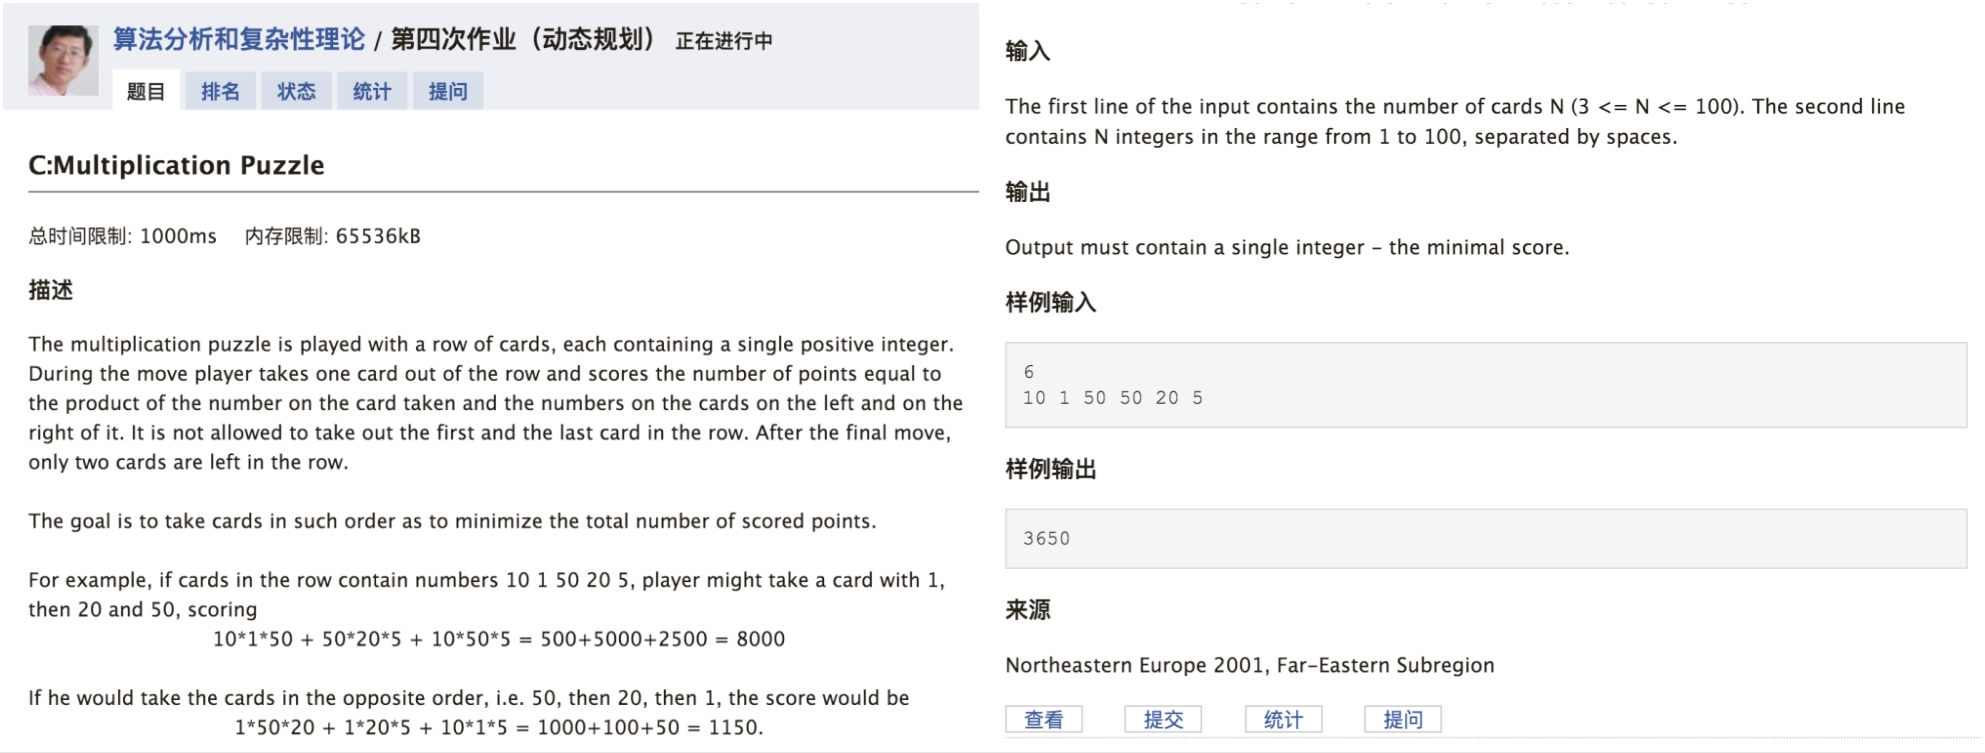 算法分析和复杂性理论 / 第四次作业（动态规划） 正在进行中
题目 排名 状态 统计 提问
C:Multiplication Puzzle
总时间限制: 1000ms 内存限制: 65536kB
描述
The multiplication puzzle is played with a row of cards, each containing a single positive integer.
During the move player takes one card out of the row and scores the number of points equal to
the product of the number on the card taken and the numbers on the cards on the left and on the
right of it. It is not allowed to take out the first and the last card in the row. After the final move,
only two cards are left in the row.
The goal is to take cards in such order as to minimize the total number of scored points.
For example, if cards in the row contain numbers 10 1 50 20 5, player might take a card with 1,
then 20 and 50, scoring
10*1*50 + 50*20*5 + 10*50*5 = 500+5000+2500 = 8000
If he would take the cards in the opposite order, i.e. 50, then 20, then 1, the score would be
1*50*20 + 1*20*5 + 10*1*5 = 1000+100+50 = 1150.
输入
The first line of the input contains the number of cards N (3 <= N <= 100). The second line
contains N integers in the range from 1 to 100, separated by spaces.
输出
Output must contain a single integer - the minimal score.
样例输入
6
10 1 50 50 20 5
样例输出
3650
来源
Northeastern Europe 2001, Far-Eastern Subregion
查看 提交 统计 提问